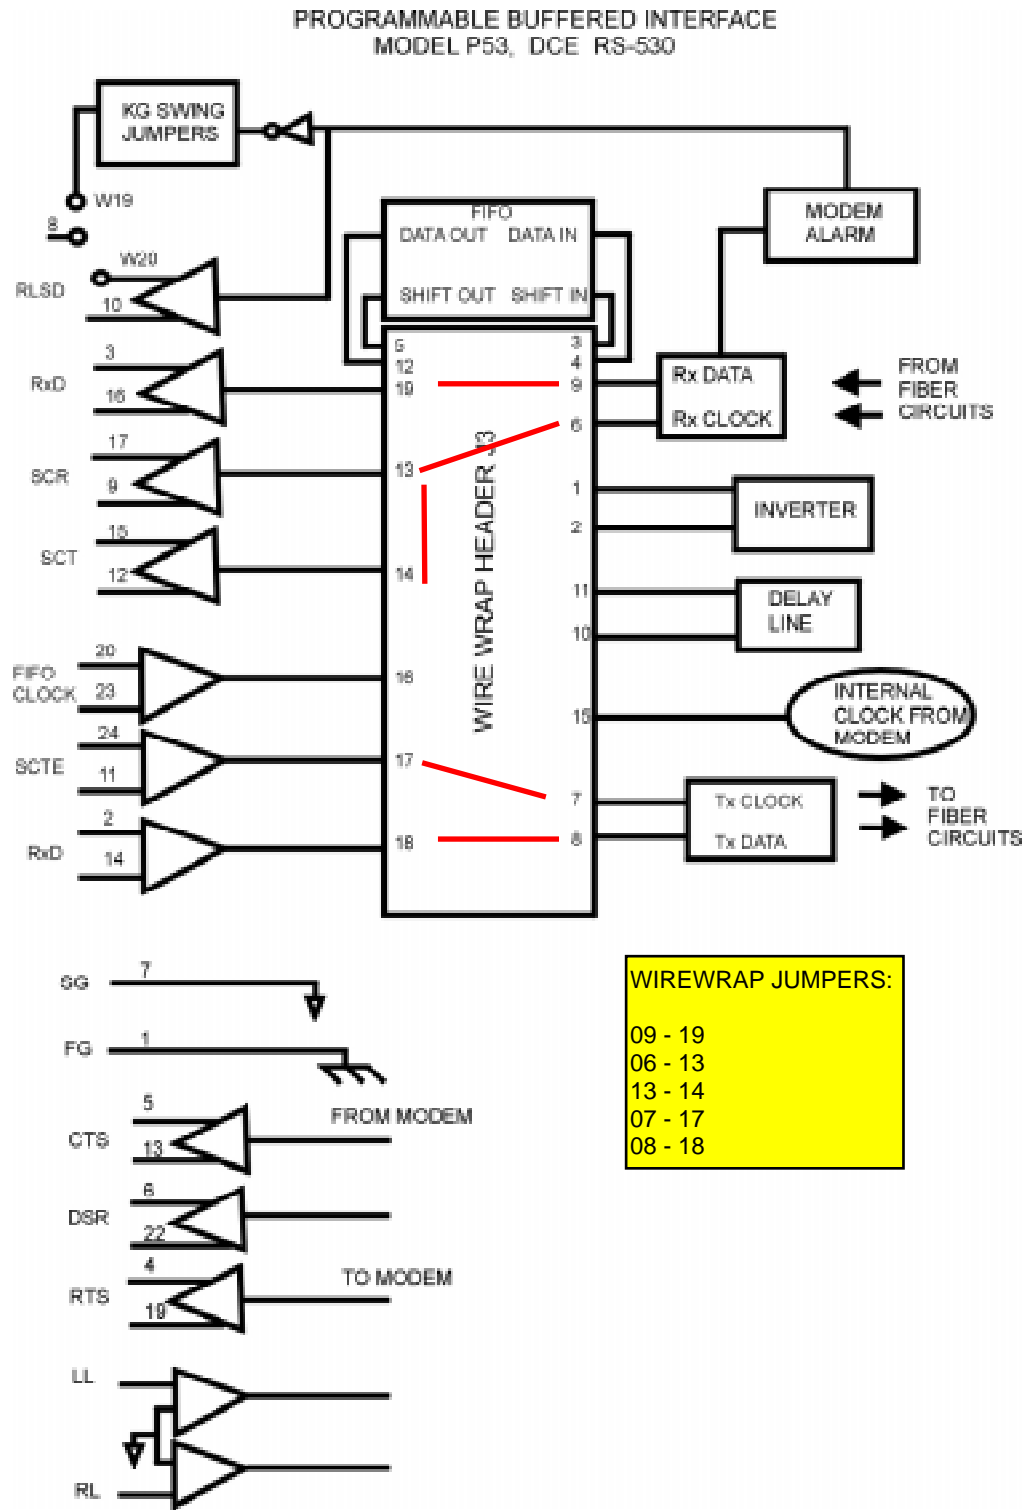 PROGRAMMABLE BUFFERED INTERFACE
MODEL P53, DCE RS-530
KG SWING
JUMPERS
W19
8
W20
RLSD
10
MODEM
ALARM
FIFO
DATA OUT DATA IN
SHIFT OUT SHIFT IN
5
12
19
3
4
9
6
RxD
3
16
Rx DATA
Rx CLOCK
FROM
FIBER
CIRCUITS
SCR
17
9
13
WIRE WRAP HEADER J3
1
2
INVERTER
SCT
15
12
14
11
10
DELAY
LINE
FIFO
CLOCK
20
23
16
15
INTERNAL
CLOCK FROM
MODEM
SCTE
24
11
17
7
Tx CLOCK
Tx DATA
TO
FIBER
CIRCUITS
RxD
2
14
18
8
SG
7
FG
1
WIREWRAP JUMPERS:
09 - 19
06 - 13
13 - 14
07 - 17
08 - 18
CTS
5
13
FROM MODEM
DSR
6
22
RTS
4
19
TO MODEM
LL
RL